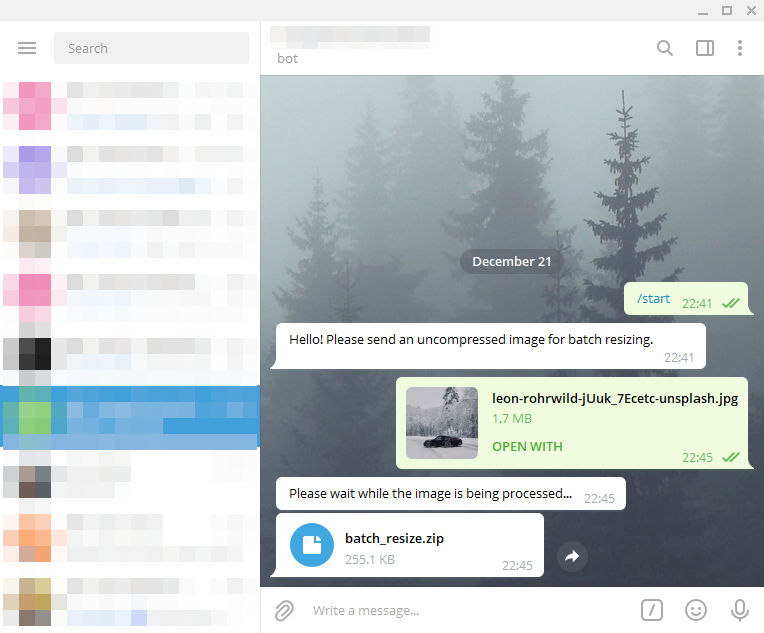 Search
bot
December 21
/start
22:41
Hello! Please send an uncompressed image for batch resizing.
22:41
leon-rohrwild-jUuk_7Ecetc-unsplash.jpg
1.7 MB
OPEN WITH
22:45
Please wait while the image is being processed...
22:45
batch_resize.zip
255.1 KB
22:45
Write a message...